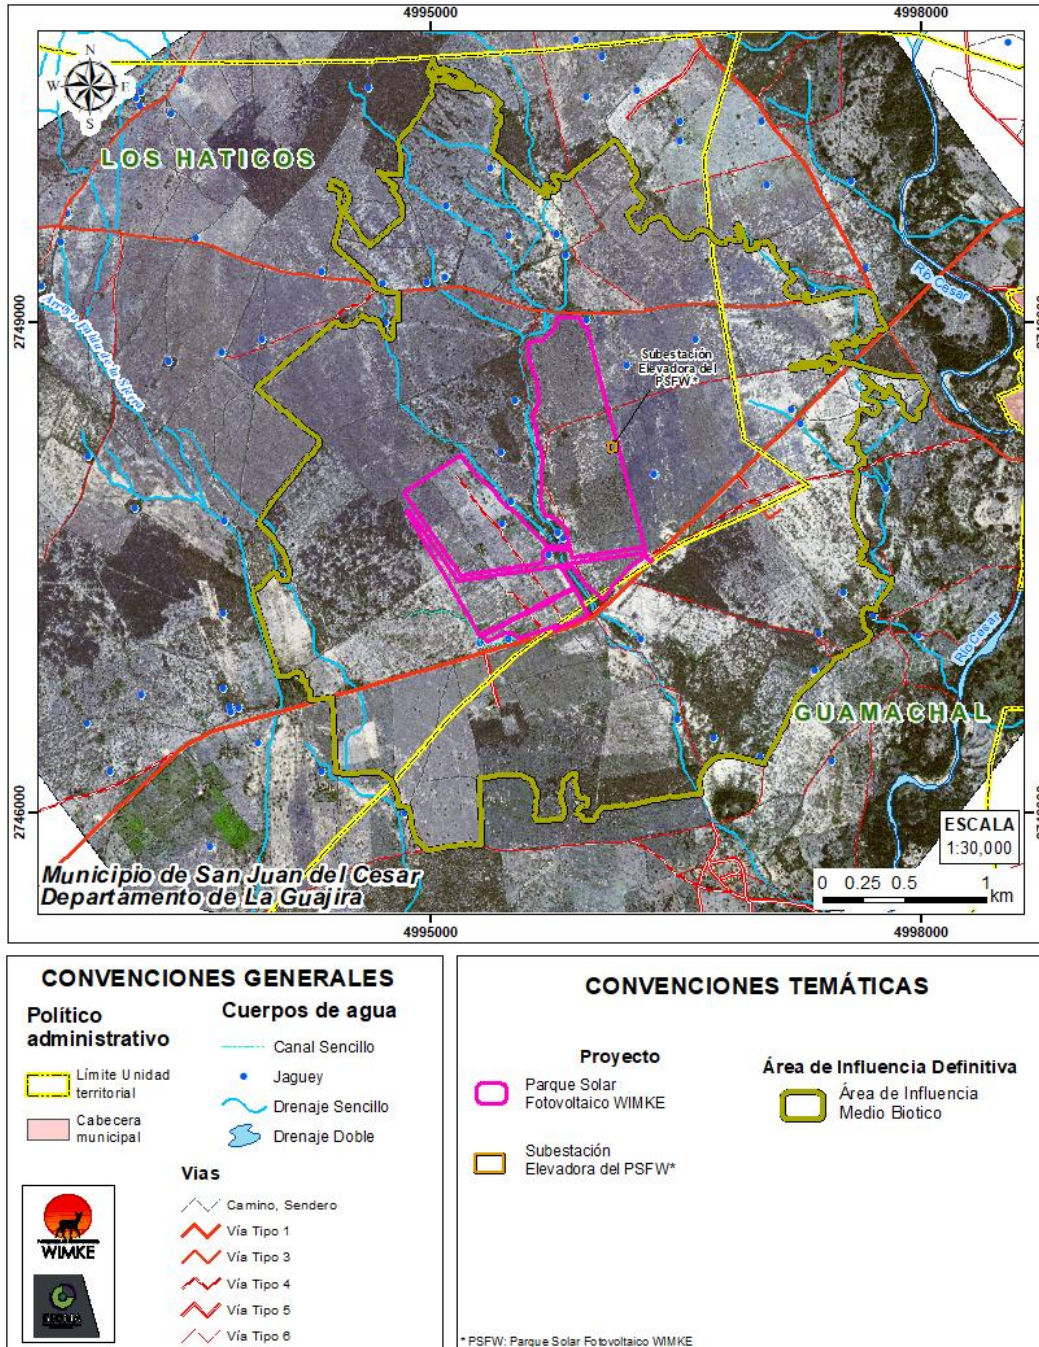 4995000
4998000
N
W
E
S
LOS HATICOS
Río Cesar
2749000
Subestación
Elevadora del
PSFW*
Río Cesar
GUAMACHAL
2746000
ESCALA
1:30,000
Municipio de San Juan del Cesar
Departamento de La Guajira
0 0.25 0.5 1
km
4995000
4998000
CONVENCIONES GENERALES
Político
administrativo
Límite Unidad
territorial
Cabecera
municipal
Cuerpos de agua
Canal Sencillo
Jaguey
Drenaje Sencillo
Drenaje Doble
Vias
Camino, Sendero
Vía Tipo 1
Vía Tipo 3
Vía Tipo 4
Vía Tipo 5
Vía Tipo 6
WIMKE
CONVENCIONES TEMÁTICAS
Proyecto
Parque Solar
Fotovoltaico WIMKE
Subestación
Elevadora del PSFW*
Área de Influencia Definitiva
Área de Influencia
Medio Biotico
* PSFW: Parque Solar Fotovoltaico WIMKE